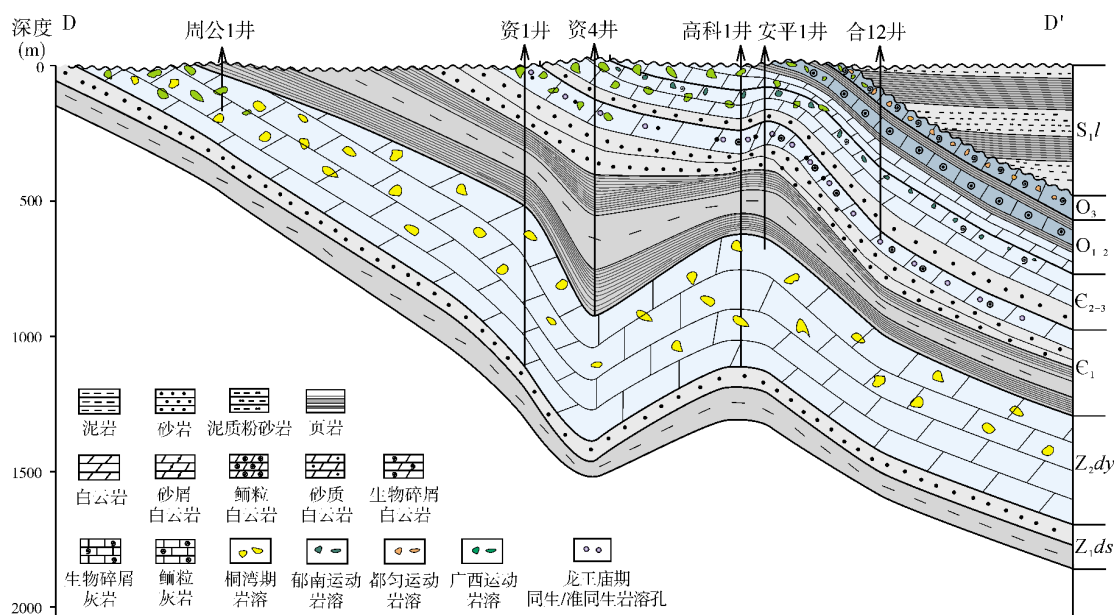 深度 D
(m)
周公1井
资1井
资4井
高科1井
安平1井
合12井
D'
0
500
1000
1500
2000
S₁l
O₃
O₁₋₂
Є₂₋₃
Є₁
Z₂dy
Z₁ds
泥岩
砂岩
泥质粉砂岩
页岩
白云岩
砂屑
白云岩
鲕粒
白云岩
砂质
白云岩
生物碎屑
白云岩
生物碎屑
灰岩
鲕粒
灰岩
桐湾期
岩溶
郁南运动
岩溶
都匀运动
岩溶
广西运动
岩溶
龙王庙期
同生/准同生岩溶孔